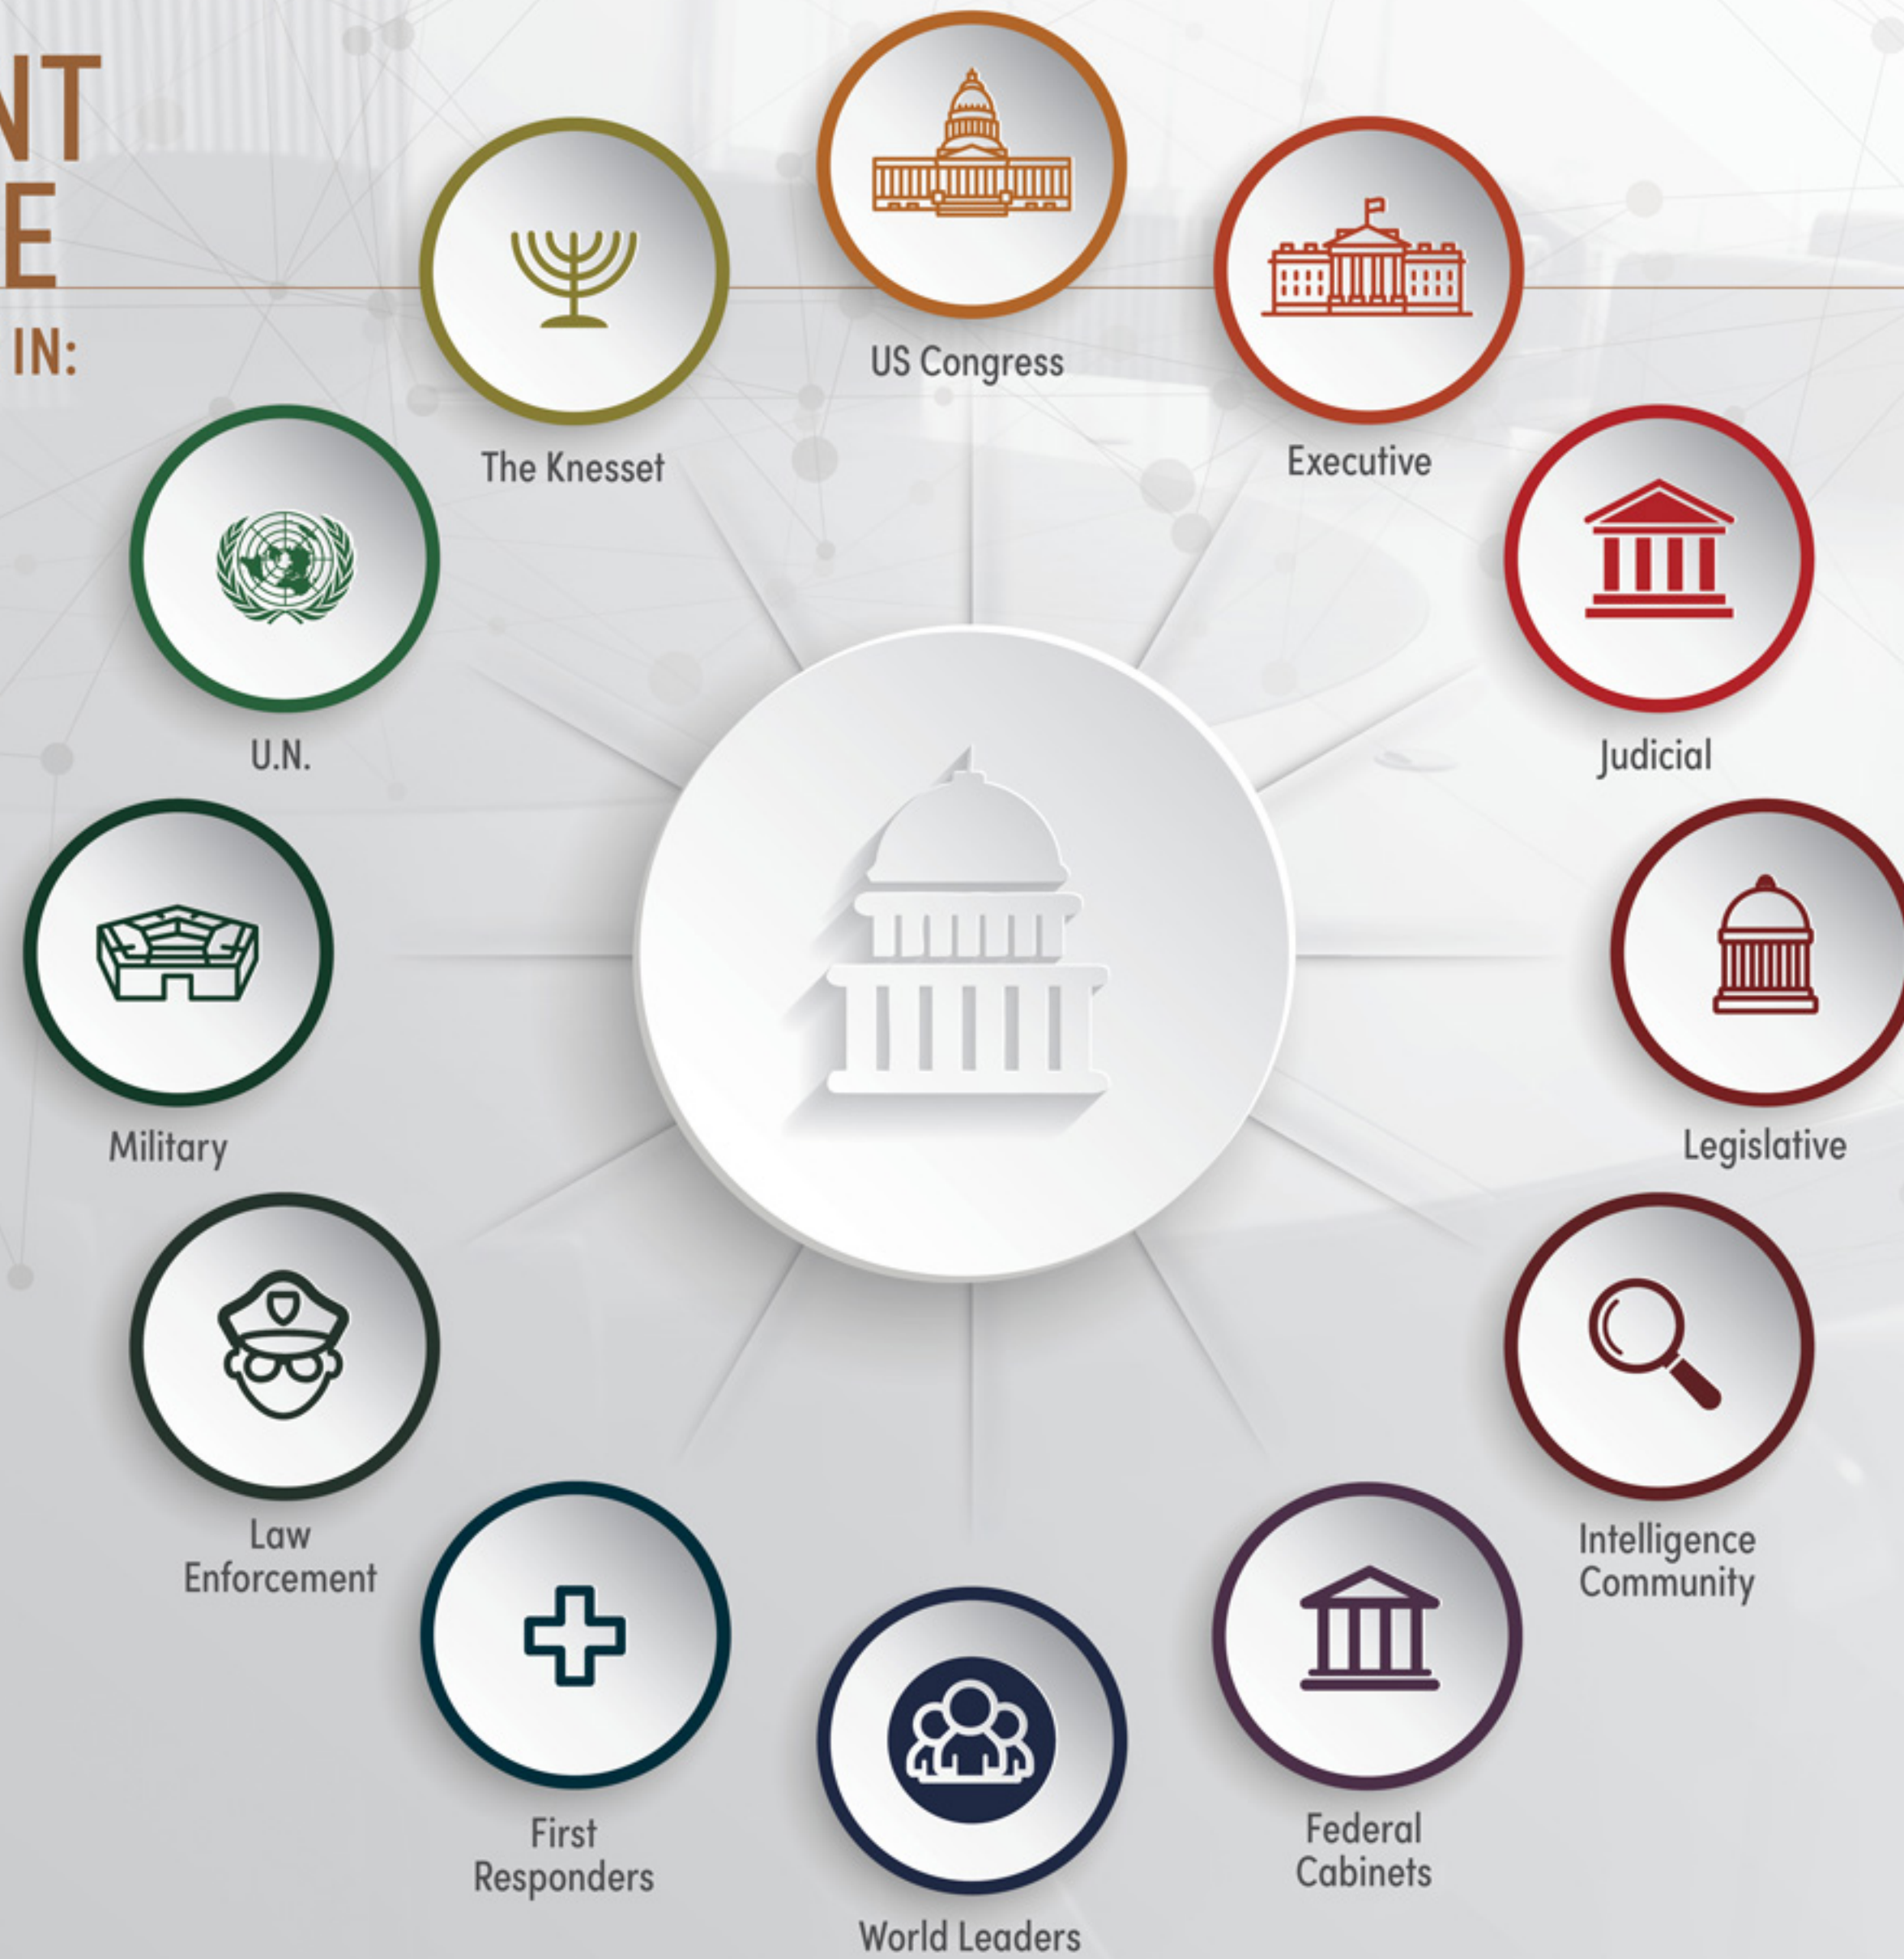 NT
E
IN:
US Congress
The Knesset
Executive
U.N.
Judicial
Military
Legislative
Law
Enforcement
Intelligence
Community
First
Responders
Federal
Cabinets
World Leaders